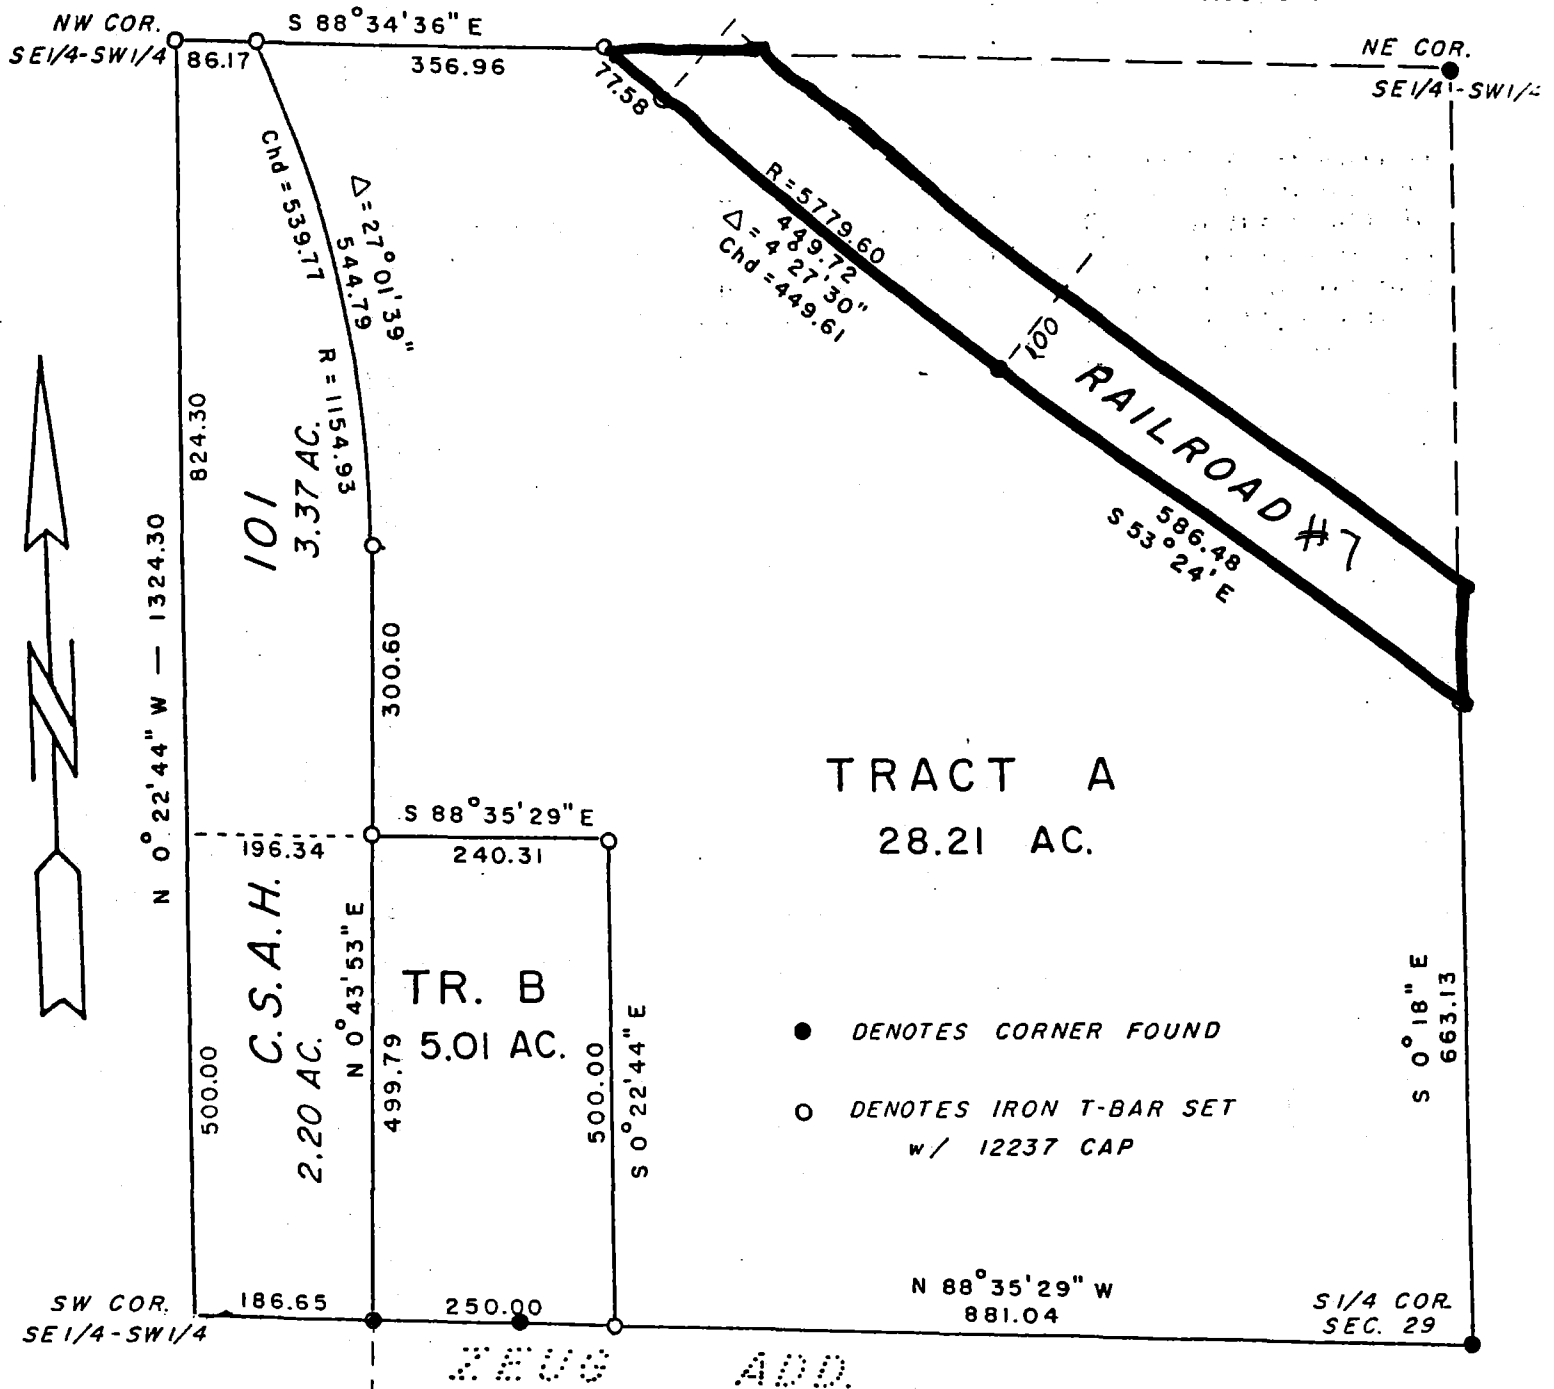 NW COR.
SE1/4-SW1/4
S 88°34'36" E
86.17
356.96
77.58
NE COR.
SE1/4-SW1/4
Chd = 539.77
Δ = 27°01'39"
544.79
R = 1154.93
R = 5779.60
449.72
Δ = 4°27'30"
Chd = 449.61
100
RAILROAD #7
586.48
S 53°24' E
824.30
N 0°22'44" W — 1324.30
101
3.37 AC.
300.60
N
TRACT A
28.21 AC.
S 88°35'29" E
196.34
240.31
C.S.A.H.
2.20 AC.
N 0°43'53" E
499.79
TR. B
5.01 AC.
500.00
500.00
S 0°22'44" E
● DENOTES CORNER FOUND
○ DENOTES IRON T-BAR SET
w/ 12237 CAP
S 0°18" E
663.13
SW COR.
SE1/4-SW1/4
186.65
250.00
N 88°35'29" W
881.04
S1/4 COR.
SEC. 29
ZEUG ADD.